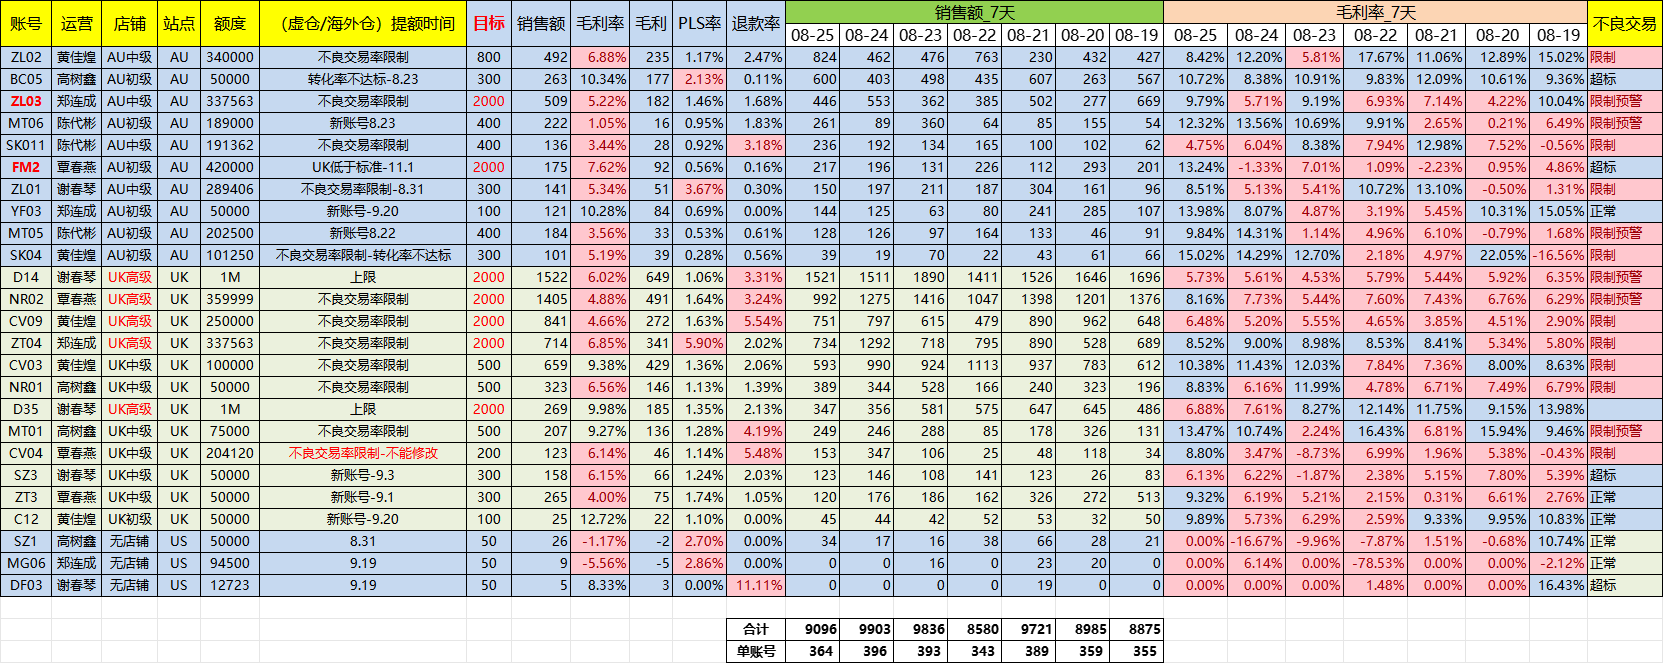 账号 运营 店铺 站点 额度 （虚仓/海外仓）提额时间 目标 销售额 毛利率 毛利 PLS率 退款率 销售额_7天 毛利率_7天 不良交易
08-25 08-24 08-23 08-22 08-21 08-20 08-19 08-25 08-24 08-23 08-22 08-21 08-20 08-19
ZL02 黄佳煌 AU中级 AU 340000 不良交易率限制 800 492 6.88% 235 1.17% 2.47% 824 462 476 763 230 432 427 8.42% 12.20% 5.81% 17.67% 11.06% 12.89% 15.02% 限制
BC05 高树鑫 AU初级 AU 50000 转化率不达标-8.23 300 263 10.34% 177 2.13% 0.11% 600 403 498 435 607 263 567 10.72% 8.38% 10.91% 9.83% 12.09% 10.61% 9.36% 超标
ZL03 郑连成 AU中级 AU 337563 不良交易率限制 2000 509 5.22% 182 1.46% 1.68% 446 553 362 385 502 277 669 9.79% 5.71% 9.19% 6.93% 7.14% 4.22% 10.04% 限制预警
MT06 陈代彬 AU初级 AU 189000 新账号8.23 400 222 1.05% 16 0.95% 1.83% 261 89 360 64 85 155 54 12.32% 13.56% 10.69% 9.91% 2.65% 0.21% 6.49% 限制预警
SK011 陈代彬 AU中级 AU 191362 不良交易率限制 400 136 3.44% 28 0.92% 3.18% 236 192 134 165 100 102 62 4.75% 6.04% 8.38% 7.94% 12.98% 7.52% -0.56% 限制
FM2 覃春燕 AU初级 AU 420000 UK低于标准-11.1 2000 175 7.62% 92 0.56% 0.16% 217 196 131 226 112 293 201 13.24% -1.33% 7.01% 1.09% -2.23% 0.95% 4.86% 超标
ZL01 谢春琴 AU中级 AU 289406 不良交易率限制-8.31 300 141 5.34% 51 3.67% 0.30% 150 197 211 187 304 161 96 8.51% 5.13% 5.41% 10.72% 13.10% -0.50% 1.31% 限制
YF03 郑连成 AU初级 AU 50000 新账号-9.20 100 121 10.28% 84 0.69% 0.00% 144 125 63 80 241 285 107 13.98% 8.07% 4.87% 3.19% 5.45% 10.31% 15.05% 正常
MT05 陈代彬 AU初级 AU 202500 新账号8.22 400 184 3.56% 33 0.53% 0.61% 128 126 97 164 133 46 91 9.84% 14.31% 1.14% 4.96% 6.10% -0.79% 1.68% 限制预警
SK04 黄佳煌 AU初级 AU 101250 不良交易率限制-转化率不达标 300 101 5.19% 39 0.28% 0.56% 39 19 70 22 43 61 66 15.02% 14.29% 12.70% 2.18% 4.97% 22.05% -16.56% 限制
D14 谢春琴 UK高级 UK 1M 上限 2000 1522 6.02% 649 1.06% 3.31% 1521 1511 1890 1411 1526 1646 1696 5.73% 5.61% 4.53% 5.79% 5.44% 5.92% 6.35% 限制预警
NR02 覃春燕 UK高级 UK 359999 不良交易率限制 2000 1405 4.88% 491 1.64% 3.24% 992 1275 1416 1047 1398 1201 1376 8.16% 7.73% 5.44% 7.60% 7.43% 6.76% 6.29% 限制预警
CV09 黄佳煌 UK高级 UK 250000 不良交易率限制 2000 841 4.66% 272 1.63% 5.54% 751 797 615 479 890 962 648 6.48% 5.20% 5.55% 4.65% 3.85% 4.51% 2.90% 限制
ZT04 郑连成 UK高级 UK 337563 不良交易率限制 2000 714 6.85% 341 5.90% 2.02% 734 1292 718 795 890 528 689 8.52% 9.00% 8.98% 8.53% 8.41% 5.34% 5.80% 限制
CV03 黄佳煌 UK中级 UK 100000 不良交易率限制 500 659 9.38% 429 1.36% 2.06% 593 990 924 1113 937 783 612 10.38% 11.43% 12.03% 7.84% 7.36% 8.00% 8.63% 限制
NR01 高树鑫 UK中级 UK 50000 不良交易率限制 500 323 6.56% 146 1.13% 1.39% 389 344 528 166 240 323 196 8.83% 6.16% 11.99% 4.78% 6.71% 7.49% 6.79% 限制
D35 谢春琴 UK高级 UK 1M 上限 2000 269 9.98% 185 1.35% 2.13% 347 356 581 575 647 645 486 6.88% 7.61% 8.27% 12.14% 11.75% 9.15% 13.98%
MT01 高树鑫 UK中级 UK 75000 不良交易率限制 500 207 9.27% 136 1.28% 4.19% 249 246 288 85 178 326 131 13.47% 10.74% 2.24% 16.43% 6.81% 15.94% 9.46% 限制预警
CV04 覃春燕 UK中级 UK 204120 不良交易率限制-不能修改 200 123 6.14% 46 1.14% 5.48% 153 347 106 25 48 118 34 8.80% 3.47% -8.73% 6.99% 1.96% 5.38% -0.43% 限制
SZ3 谢春琴 UK中级 UK 50000 新账号-9.3 300 158 6.15% 66 1.24% 2.03% 123 146 108 141 123 26 83 6.13% 6.22% -1.87% 2.38% 5.15% 7.80% 5.39% 超标
ZT3 覃春燕 UK中级 UK 50000 新账号-9.1 300 265 4.00% 75 1.74% 1.05% 120 176 186 162 326 272 513 9.32% 6.19% 5.21% 2.15% 0.31% 6.61% 2.76% 正常
C12 黄佳煌 UK初级 UK 50000 新账号-9.20 100 25 12.72% 22 1.10% 0.00% 45 44 42 52 53 32 50 9.89% 5.73% 6.29% 2.59% 9.33% 9.95% 10.83% 正常
SZ1 高树鑫 无店铺 US 50000 8.31 50 26 -1.17% -2 2.70% 0.00% 34 17 16 38 66 28 21 0.00% -16.67% -9.96% -7.87% 1.51% -0.68% 10.74% 正常
MG06 郑连成 无店铺 US 94500 9.19 50 9 -5.56% -5 2.86% 0.00% 0 0 16 0 23 20 0 0.00% 6.14% 0.00% -78.53% 0.00% 0.00% -2.12% 正常
DF03 谢春琴 无店铺 US 12723 9.19 50 5 8.33% 3 0.00% 11.11% 0 0 0 0 19 0 0 0.00% 0.00% 0.00% 1.48% 0.00% 0.00% 16.43% 超标
合计 9096 9903 9836 8580 9721 8985 8875
单账号 364 396 393 343 389 359 355